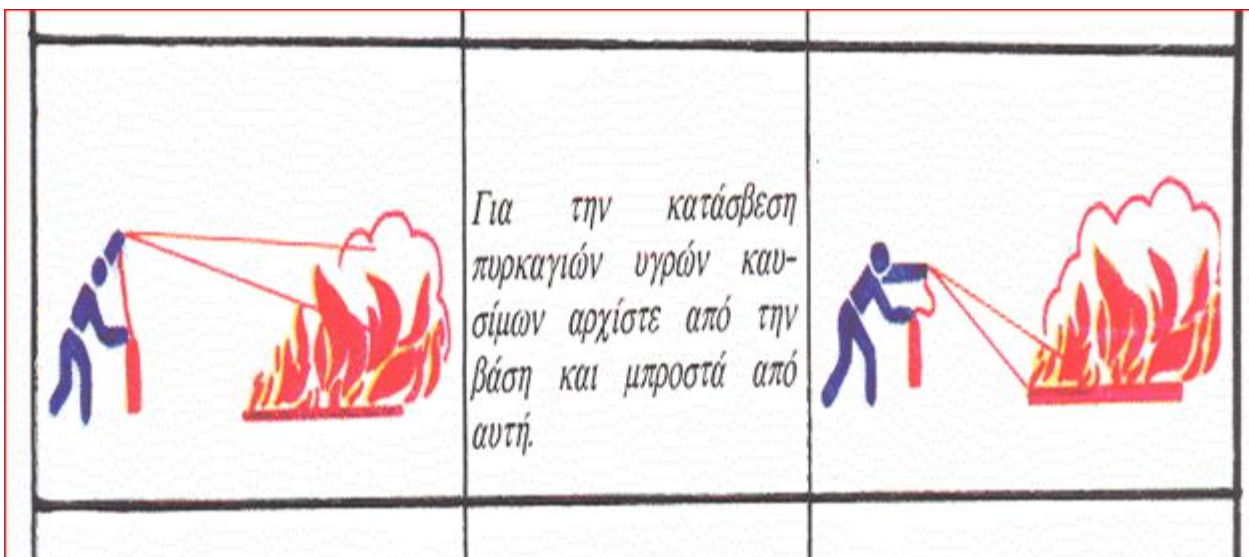 Για την κατάσβεση
πυρκαγιών υγρών καυ-
σίμων αρχίστε από την
βάση και μπροστά από
αυτή.